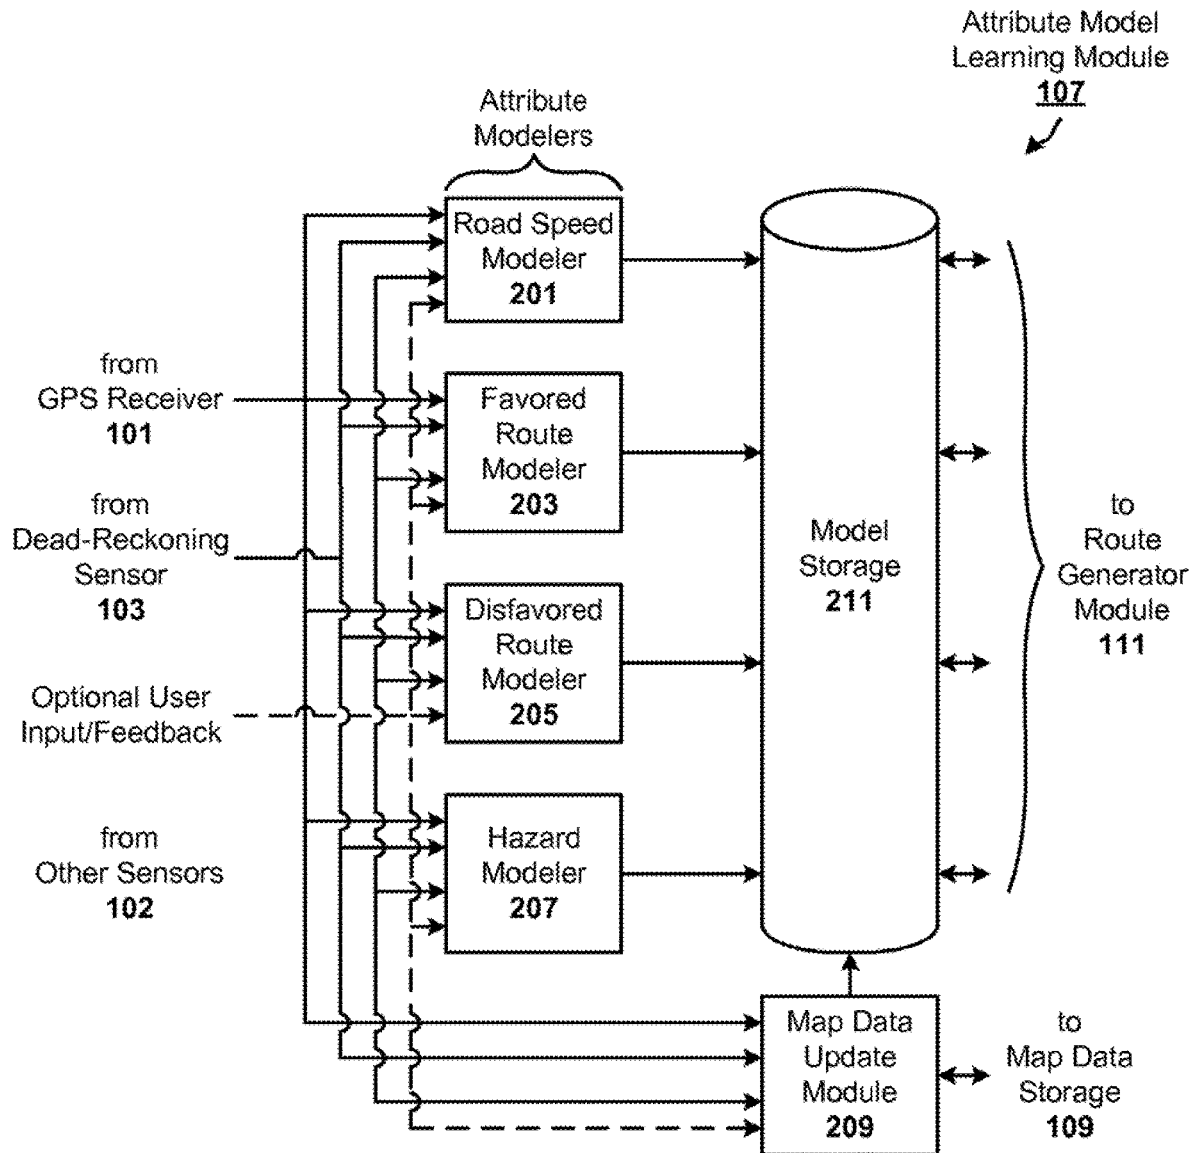 Attribute Model
Learning Module
107
Attribute
Modelers
Road Speed
Modeler
201
from
GPS Receiver
101
Favored
Route
Modeler
203
from
Dead-Reckoning
Sensor
103
Model
Storage
211
to
Route
Generator
Module
111
Disfavored
Route
Modeler
205
Optional User
Input/Feedback
from
Other Sensors
102
Hazard
Modeler
207
Map Data
Update
Module
209
to
Map Data
Storage
109